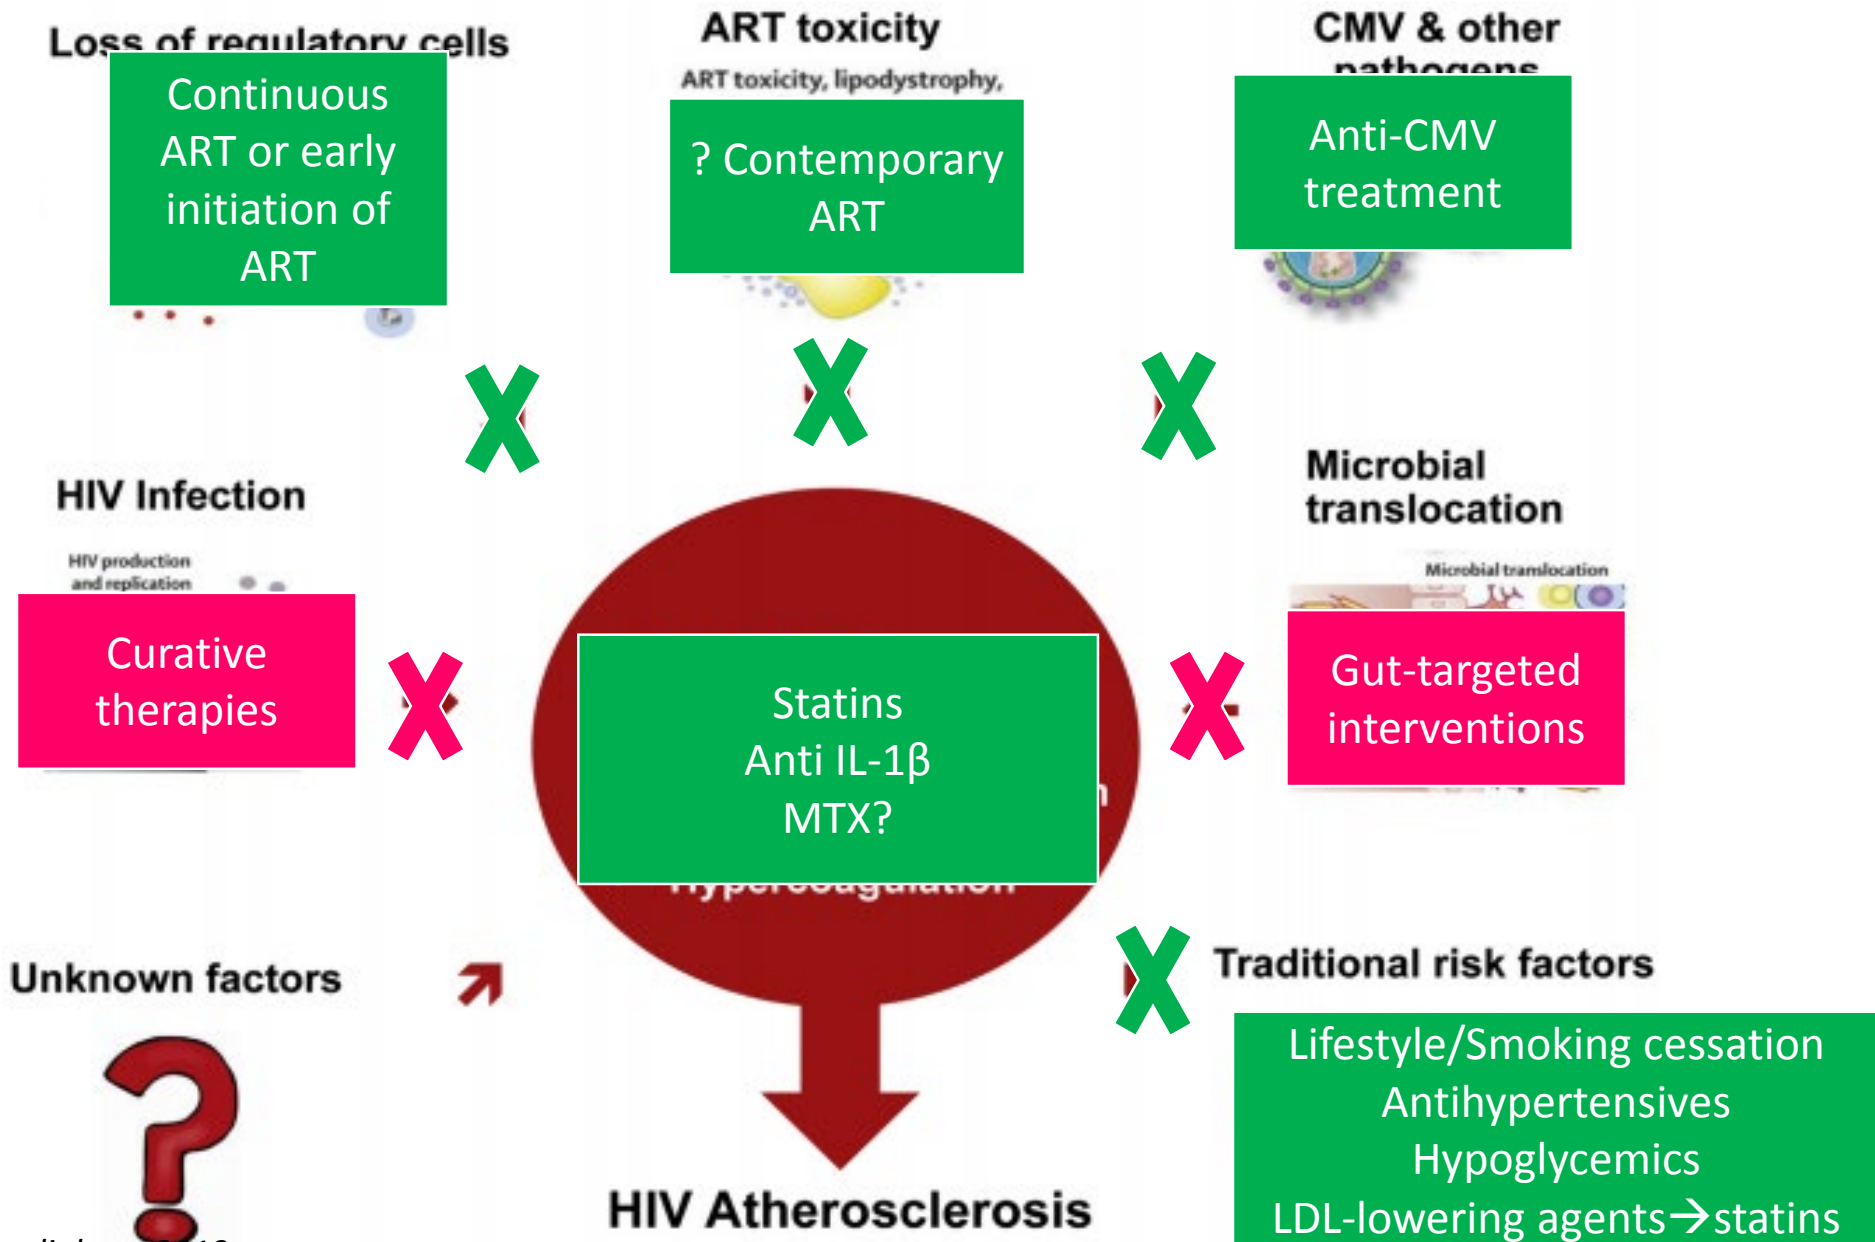 Loss of regulatory cells
Continuous
ART or early
initiation of
ART
ART toxicity
ART toxicity, lipodystrophy,
? Contemporary
ART
CMV & other
pathogens
Anti-CMV
treatment
HIV Infection
HIV production
and replication
Curative
therapies
Statins
Anti IL-1β
MTX?
Hypercoagulation
Microbial
translocation
Microbial translocation
Gut-targeted
interventions
Unknown factors
?
Traditional risk factors
Lifestyle/Smoking cessation
Antihypertensives
Hypoglycemics
LDL-lowering agents→statins
HIV Atherosclerosis